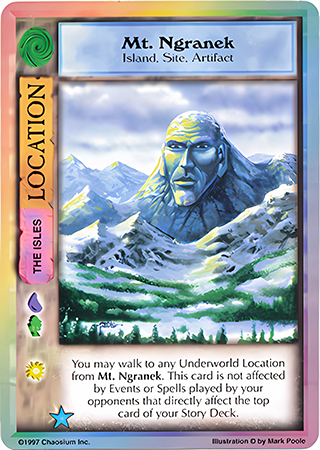 Mt. Ngranek
Island, Site, Artifact
LOCATION
THE ISLES
You may walk to any Underworld Location
from Mt. Ngranek. This card is not affected
by Events or Spells played by your
opponents that directly affect the top
card of your Story Deck.
©1997 Chaosium Inc.
Illustration © by Mark Poole